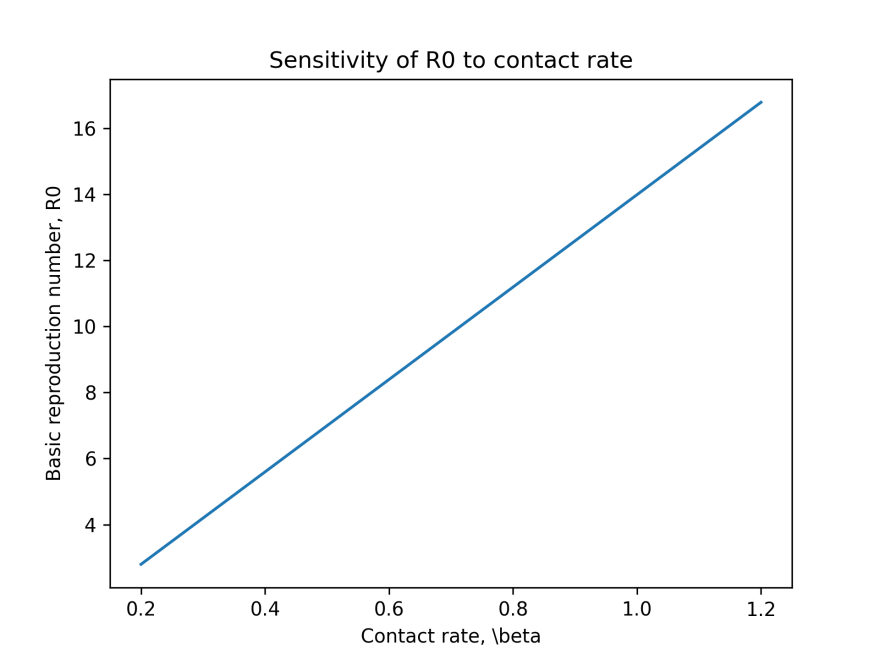 Sensitivity of R0 to contact rate
Basic reproduction number, R0
16
14
12
10
8
6
4
0.2 0.4 0.6 0.8 1.0 1.2
Contact rate, \beta